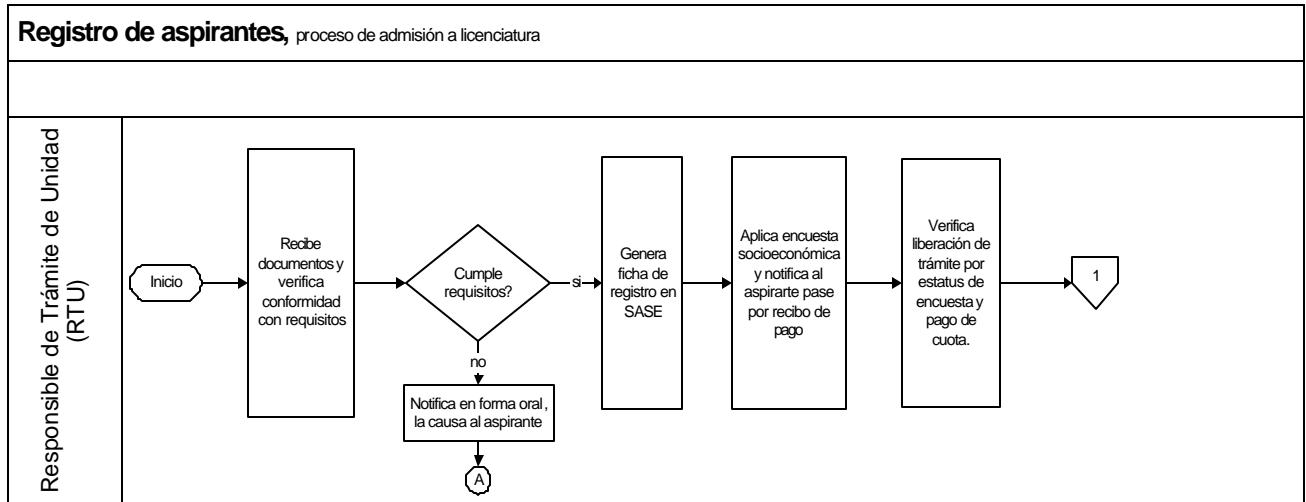 Registro de aspirantes, proceso de admisión a licenciatura
Responsible de Trámite de Unidad
(RTU)
Inicio
Recibe
documentos y
verifica
conformidad
con requisitos
Cumple
requisitos?
si
no
Notifica en forma oral,
la causa al aspirante
A
Genera
ficha de
registro en
SASE
Aplica encuesta
socioeconómica
y notifica al
aspirarte pase
por recibo de
pago
Verifica
liberación de
trámite por
estatus de
encuesta y
pago de
cuota.
1